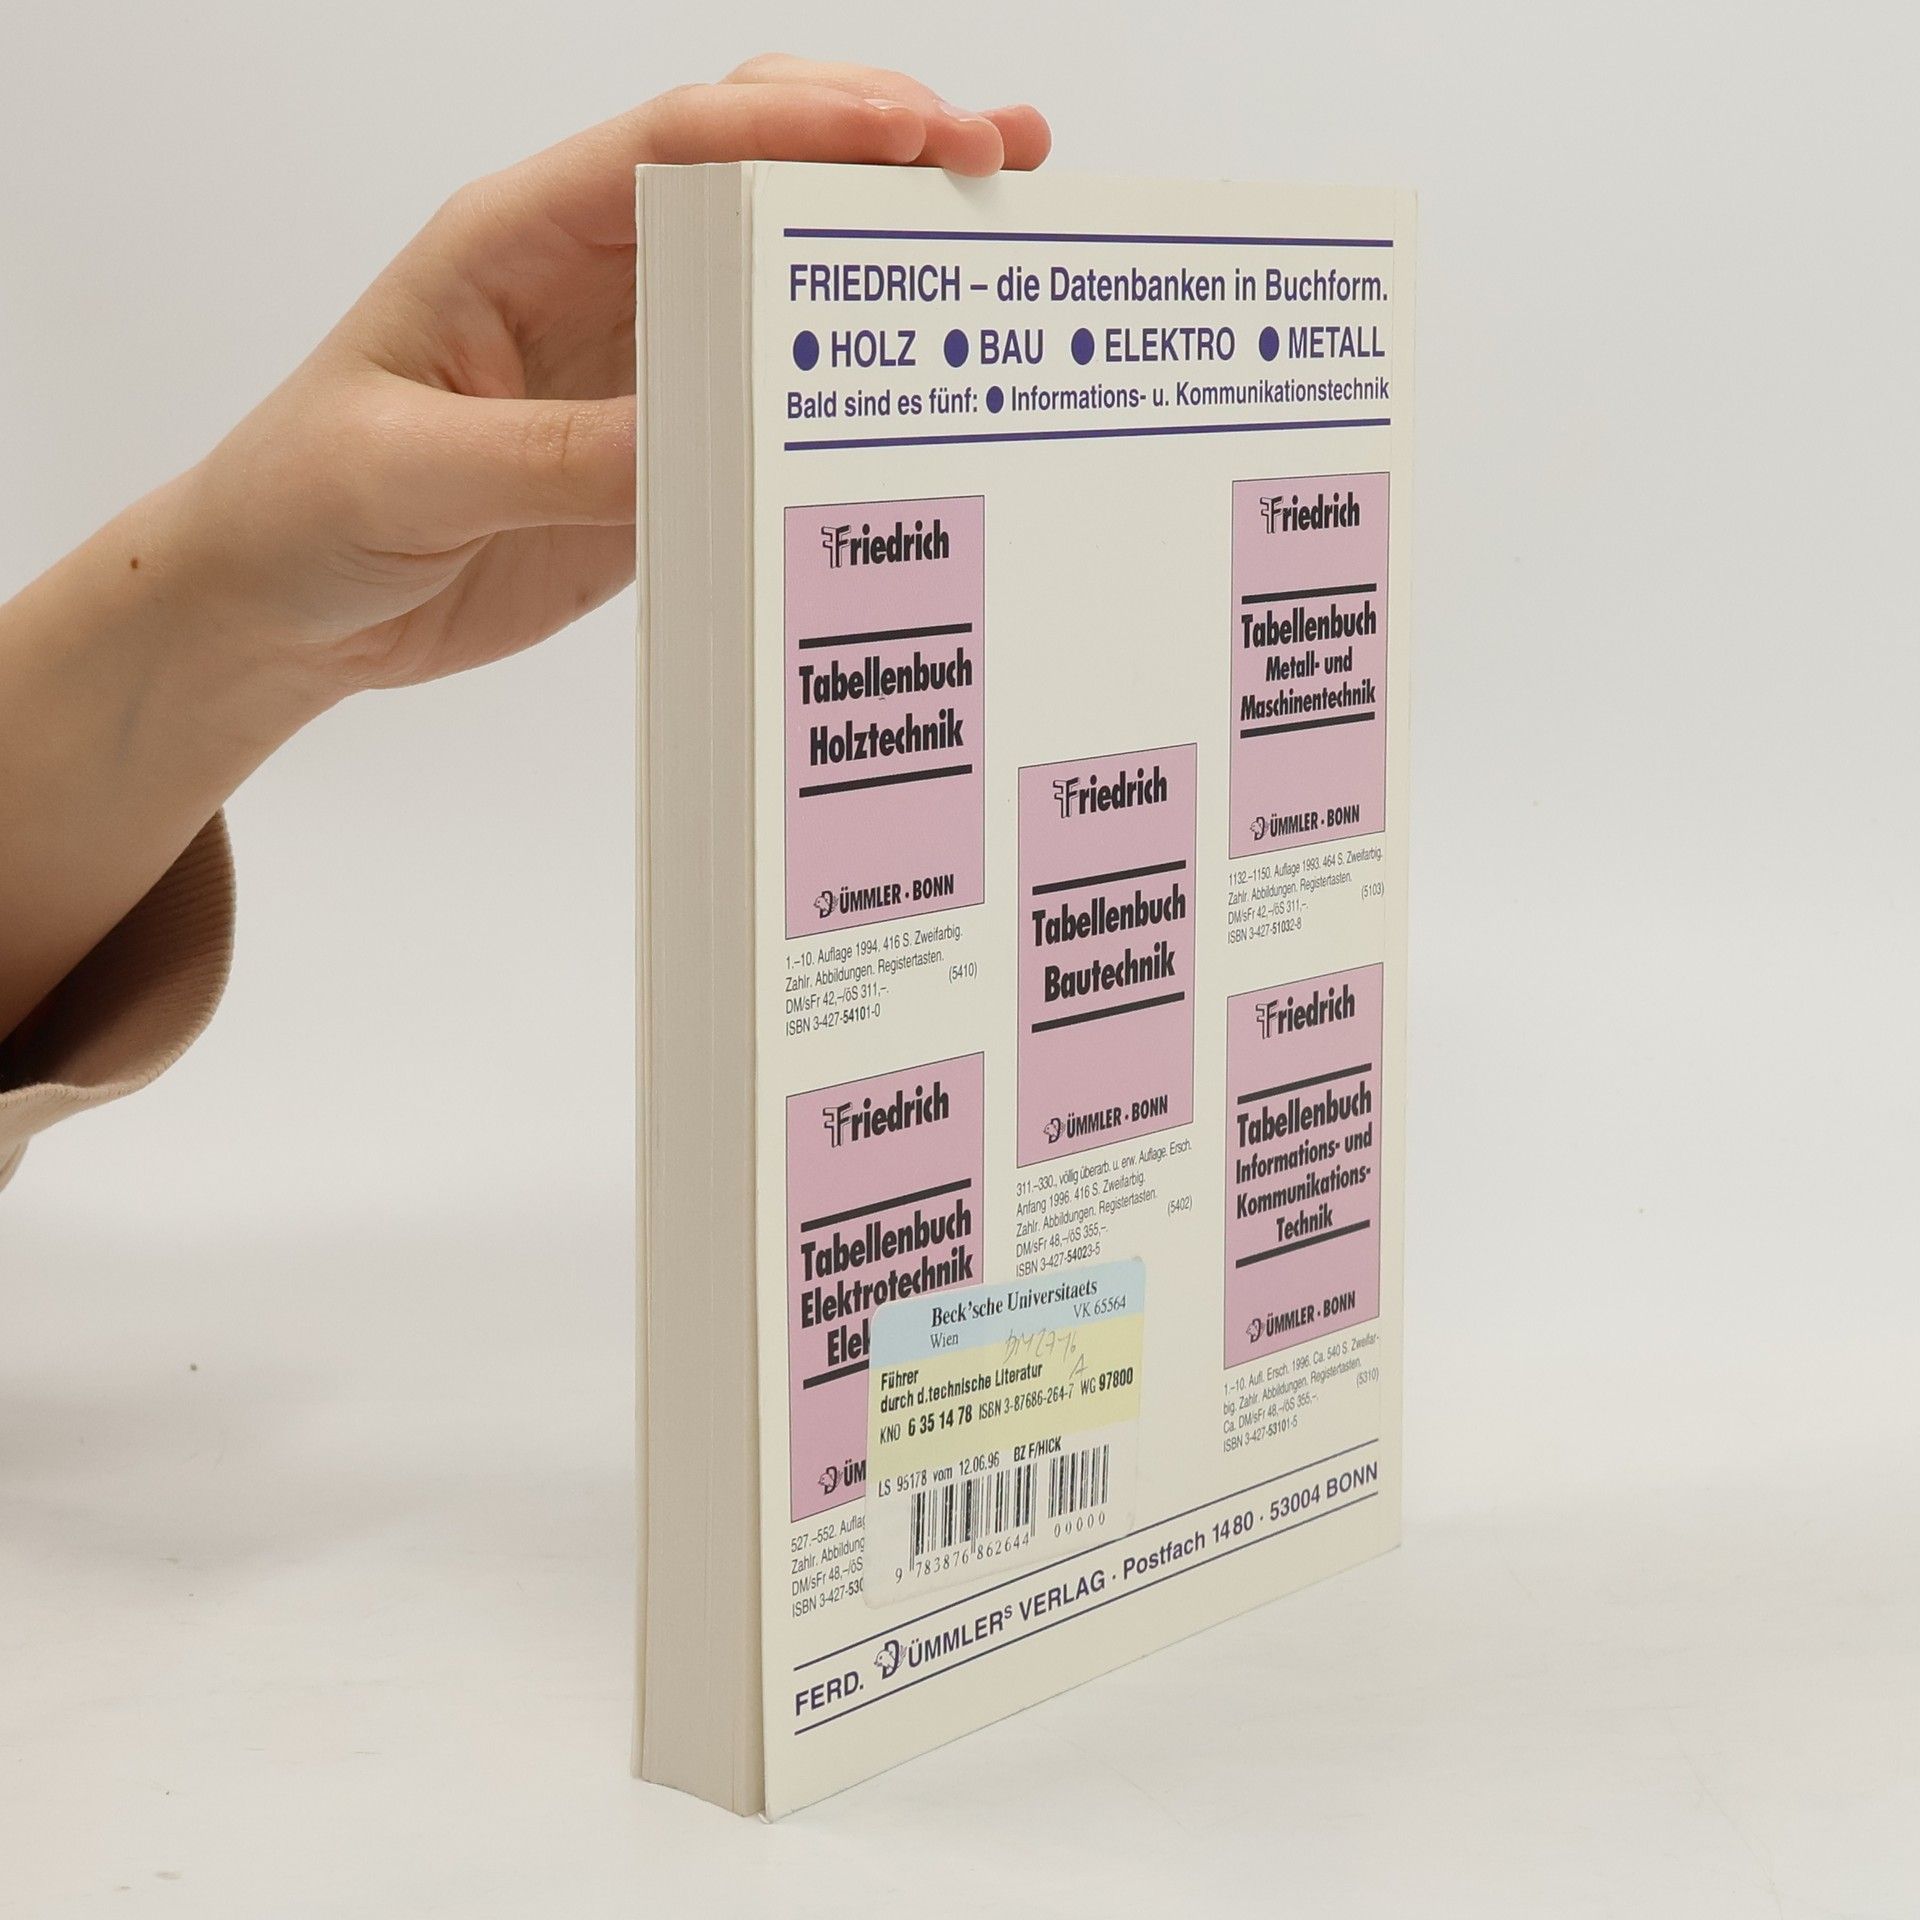 FRIEDRICH – die Datenbanken in Buchform.
● HOLZ ● BAU ● ELEKTRO ● METALL
Bald sind es fünf: ● Informations- u. Kommunikationstechnik
Friedrich
Tabellenbuch
Holztechnik
DÜMMLER · BONN
1.–10. Auflage 1994. 416 S. Zweifarbig.
Zahlr. Abbildungen. Registertasten.
DM/sFr 42,–/öS 311,–. (5410)
ISBN 3-427-54101-0
Friedrich
Tabellenbuch
Elektrotechnik
Elek
DÜM
527.–552. Auflag
Zahlr. Abbildung
DM/sFr 48,–/öS
ISBN 3-427-530
Friedrich
Tabellenbuch
Bautechnik
DÜMMLER · BONN
311.–330., völlig überarb. u. erw. Auflage. Ersch.
Anfang 1996. 416 S. Zweifarbig.
Zahlr. Abbildungen. Registertasten.
DM/sFr 48,–/öS 355,–. (5402)
ISBN 3-427-54023-5
Friedrich
Tabellenbuch
Metall- und
Maschinentechnik
DÜMMLER · BONN
1132.–1150. Auflage 1993. 464 S. Zweifarbig.
Zahlr. Abbildungen. Registertasten.
DM/sFr 42,–/öS 311,–. (5103)
ISBN 3-427-51032-8
Friedrich
Tabellenbuch
Informations- und
Kommunikations-
Technik
DÜMMLER · BONN
1.–10. Aufl. Ersch. 1996. Ca. 540 S. Zweifar-
big. Zahlr. Abbildungen. Registertasten.
Ca. DM/sFr 48,–/öS 355,–. (5310)
ISBN 3-427-53101-5
Beck'sche Universitaets
Wien VK 65564
Führer
durch d.technische Literatur
KNO 6 35 14 78 ISBN 3-87686-264-7 WG 97800
LS 95178 vom 12.06.96 BZ F/HICK
9 783876 862644 00000
FERD. DÜMMLERS VERLAG · Postfach 1480 · 53004 BONN